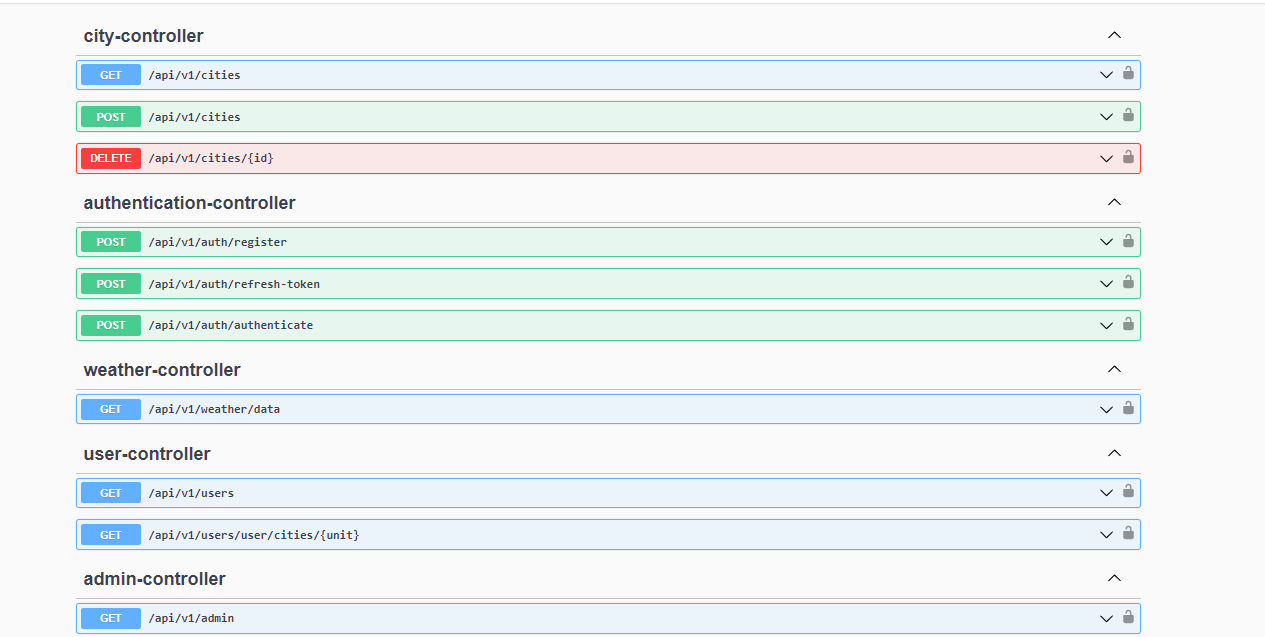 city-controller
GET /api/v1/cities
POST /api/v1/cities
DELETE /api/v1/cities/{id}
authentication-controller
POST /api/v1/auth/register
POST /api/v1/auth/refresh-token
POST /api/v1/auth/authenticate
weather-controller
GET /api/v1/weather/data
user-controller
GET /api/v1/users
GET /api/v1/users/user/cities/{unit}
admin-controller
GET /api/v1/admin